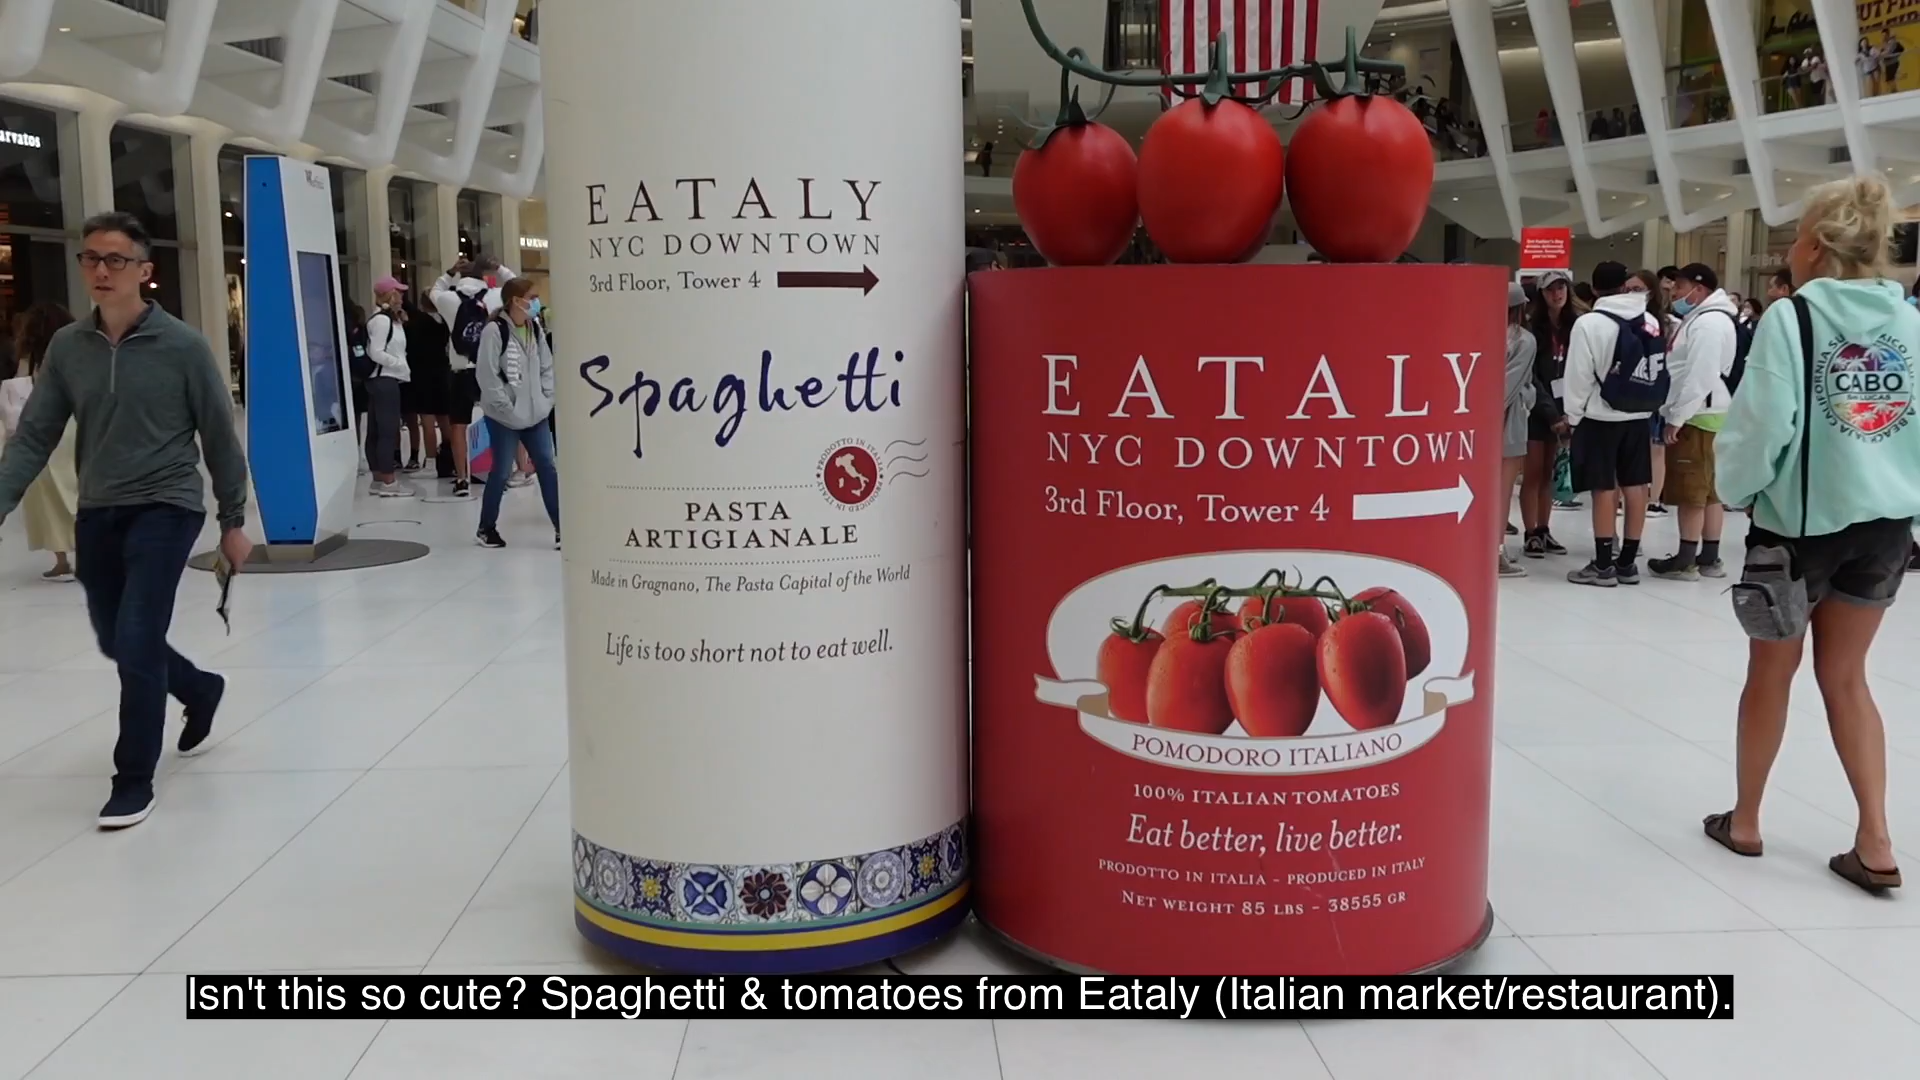 EATALY
NYC DOWNTOWN
3rd Floor, Tower 4
Spaghetti
PRODOTTO IN ITALIA
PRODUCED IN ITALY
PASTA
ARTIGIANALE
Made in Gragnano, The Pasta Capital of the World
Life is too short not to eat well.
EATALY
NYC DOWNTOWN
3rd Floor, Tower 4
POMODORO ITALIANO
100% ITALIAN TOMATOES
Eat better, live better.
PRODOTTO IN ITALIA - PRODUCED IN ITALY
NET WEIGHT 85 LBS - 38555 GR
CABO
SAN LUCAS
Isn't this so cute? Spaghetti & tomatoes from Eataly (Italian market/restaurant).